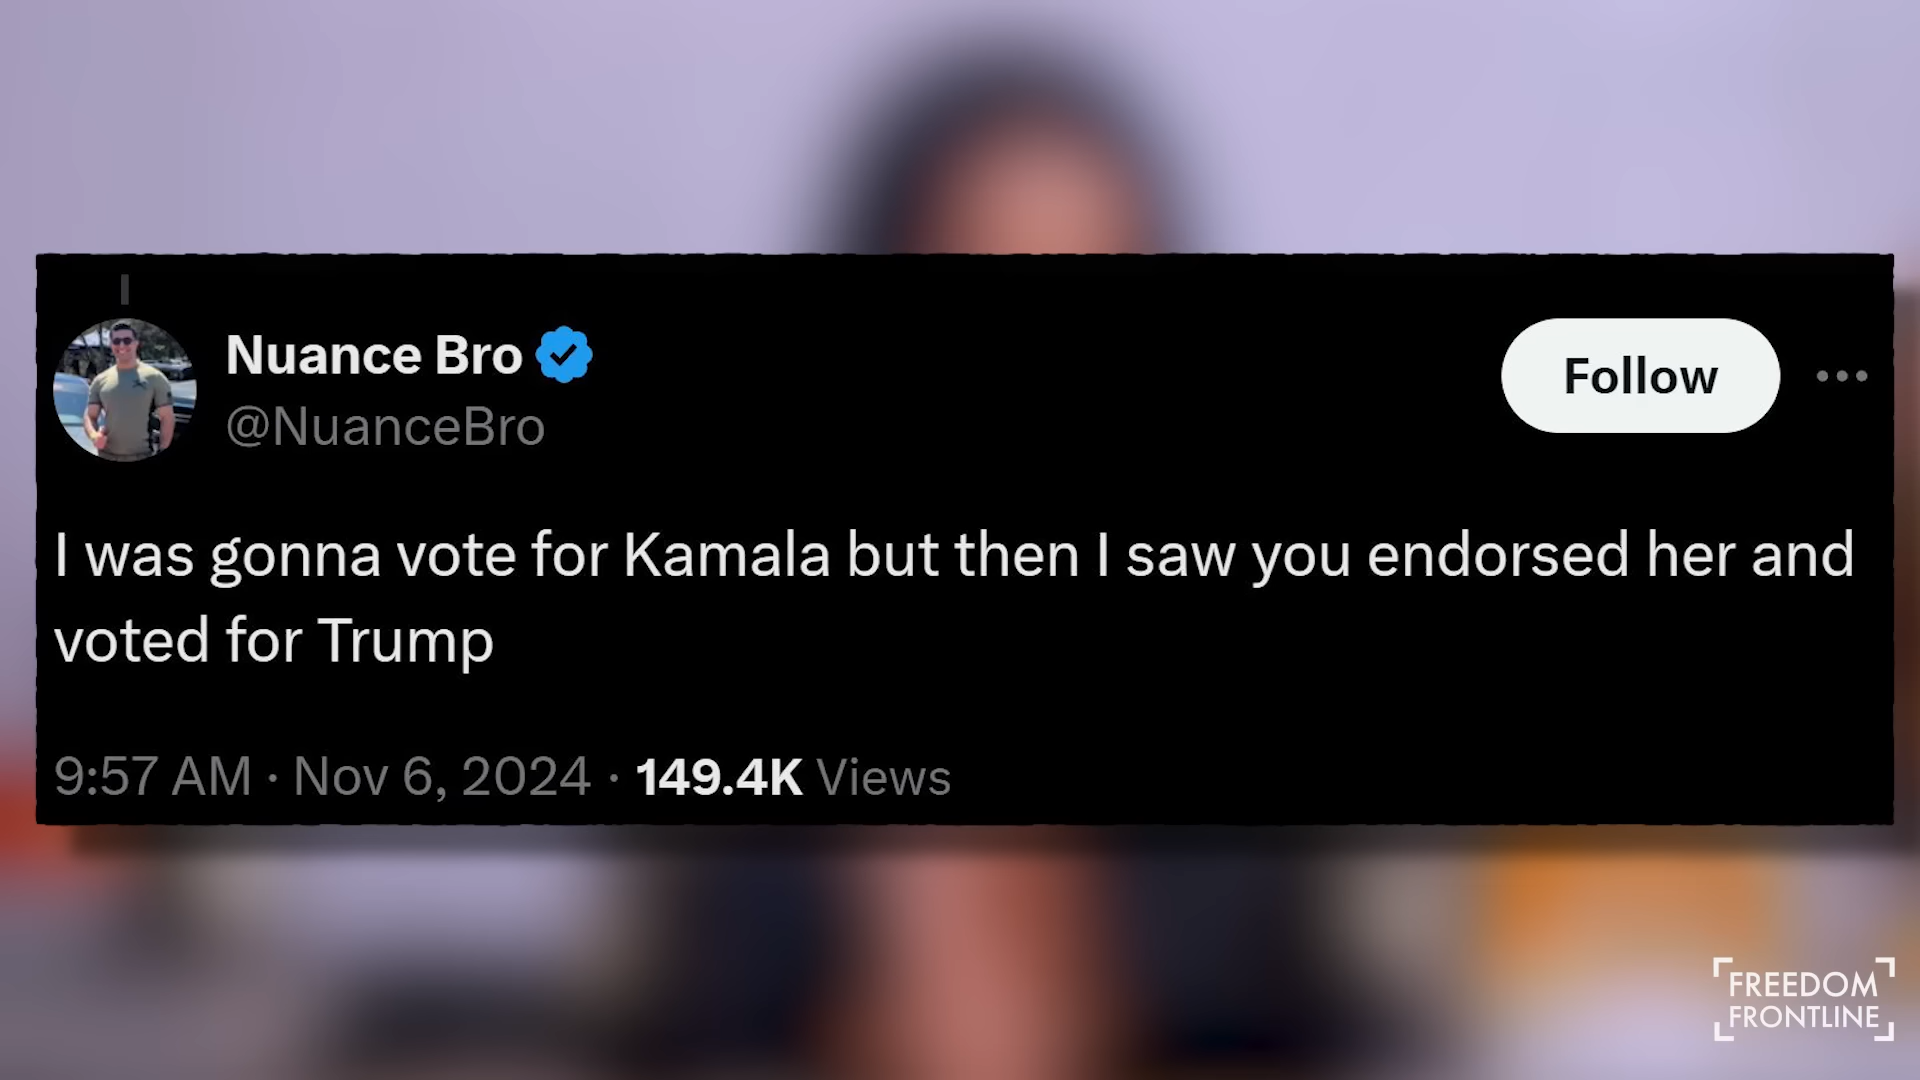 Nuance Bro
@NuanceBro
Follow
I was gonna vote for Kamala but then I saw you endorsed her and
voted for Trump
9:57 AM · Nov 6, 2024 · 149.4K Views
FREEDOM
FRONTLINE